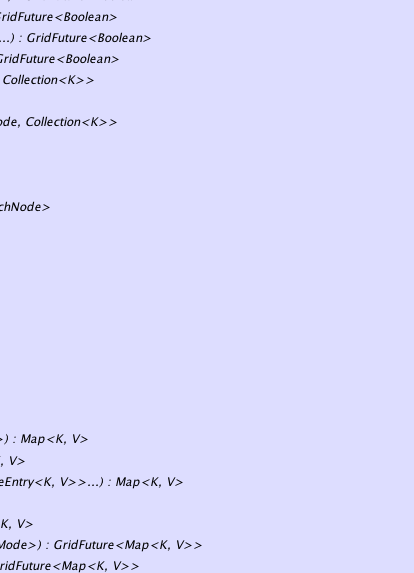 GridFuture<Boolean>
...) : GridFuture<Boolean>
GridFuture<Boolean>
Collection<K>>
ode, Collection<K>>
chNode>
>) : Map<K, V>
, V>
eEntry<K, V>>...) : Map<K, V>
K, V>
Mode>) : GridFuture<Map<K, V>>
ridFuture<Map<K, V>>